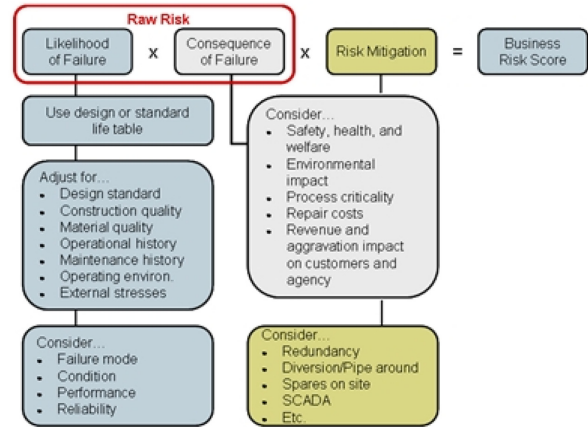 Raw Risk
Likelihood
of Failure
x
Consequence
of Failure
x
Risk Mitigation
=
Business
Risk Score
Use design or standard
life table
Adjust for...
• Design standard
• Construction quality
• Material quality
• Operational history
• Maintenance history
• Operating environ.
• External stresses
Consider...
• Failure mode
• Condition
• Performance
• Reliability
Consider...
• Safety, health, and
welfare
• Environmental
impact
• Process criticality
• Repair costs
• Revenue and
aggravation impact
on customers and
agency
Consider...
• Redundancy
• Diversion/Pipe around
• Spares on site
• SCADA
• Etc.